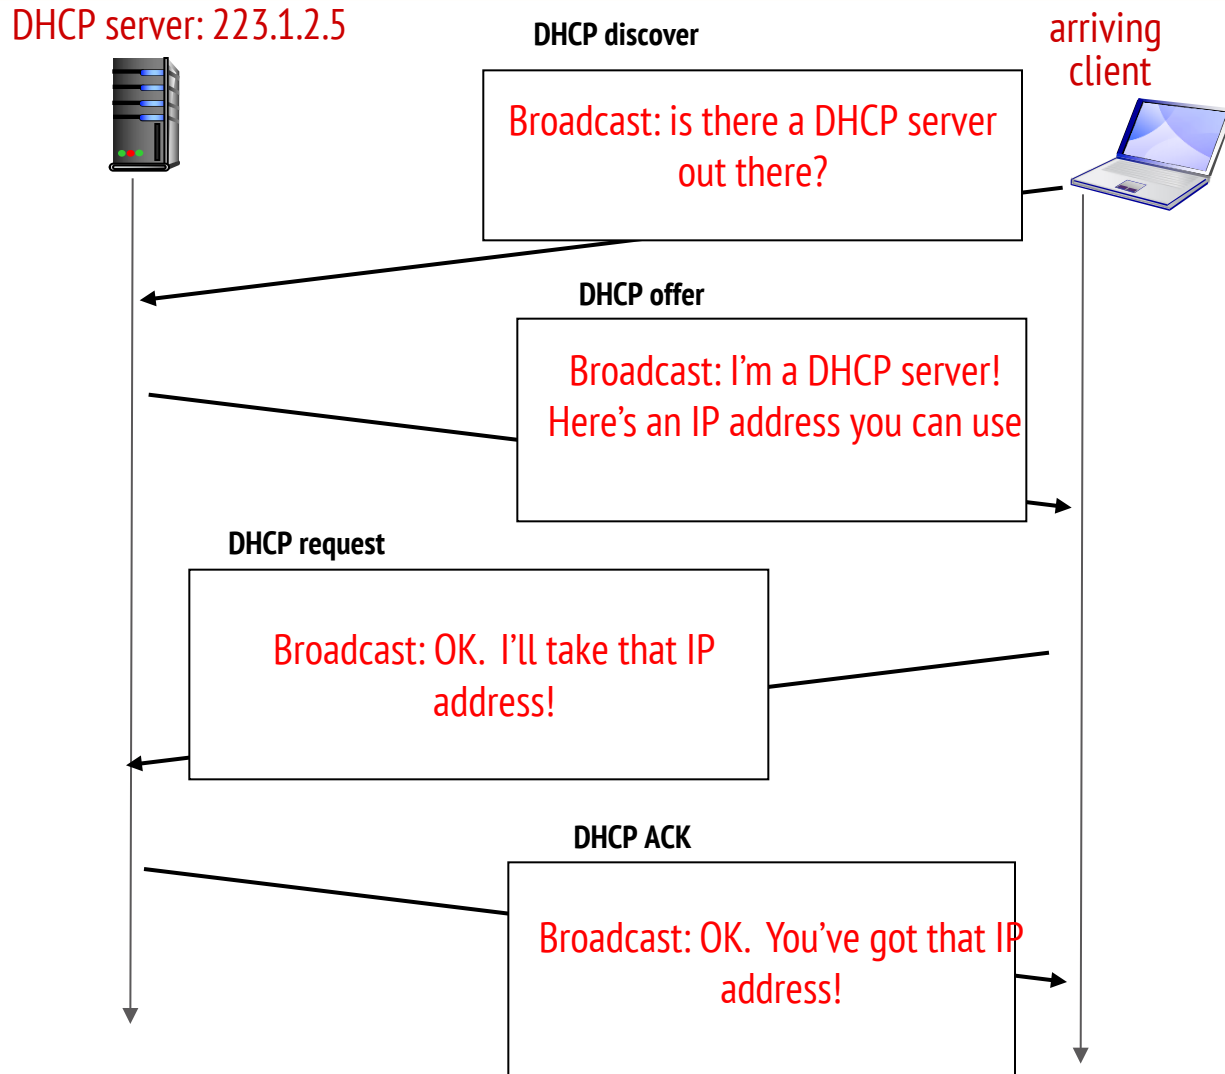 DHCP server: 223.1.2.5
DHCP discover
arriving
client
Broadcast: is there a DHCP server
out there?
DHCP offer
Broadcast: I’m a DHCP server!
Here’s an IP address you can use
DHCP request
Broadcast: OK.  I’ll take that IP
address!
DHCP ACK
Broadcast: OK.  You’ve got that IP
address!